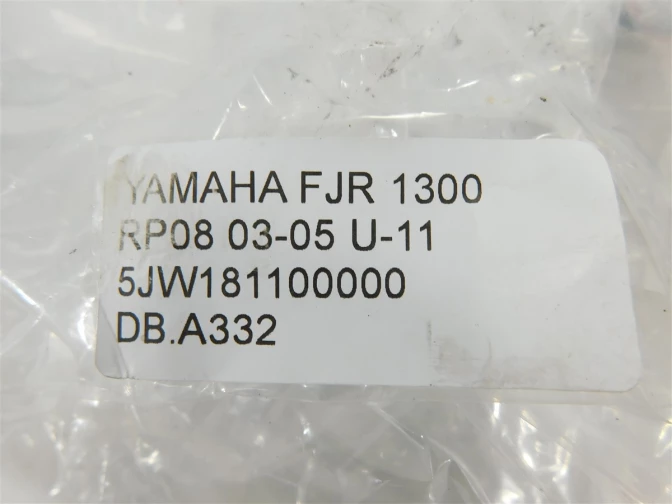 YAMAHA FJR 1300
RP08 03-05 U-11
5JW181100000
DB.A332